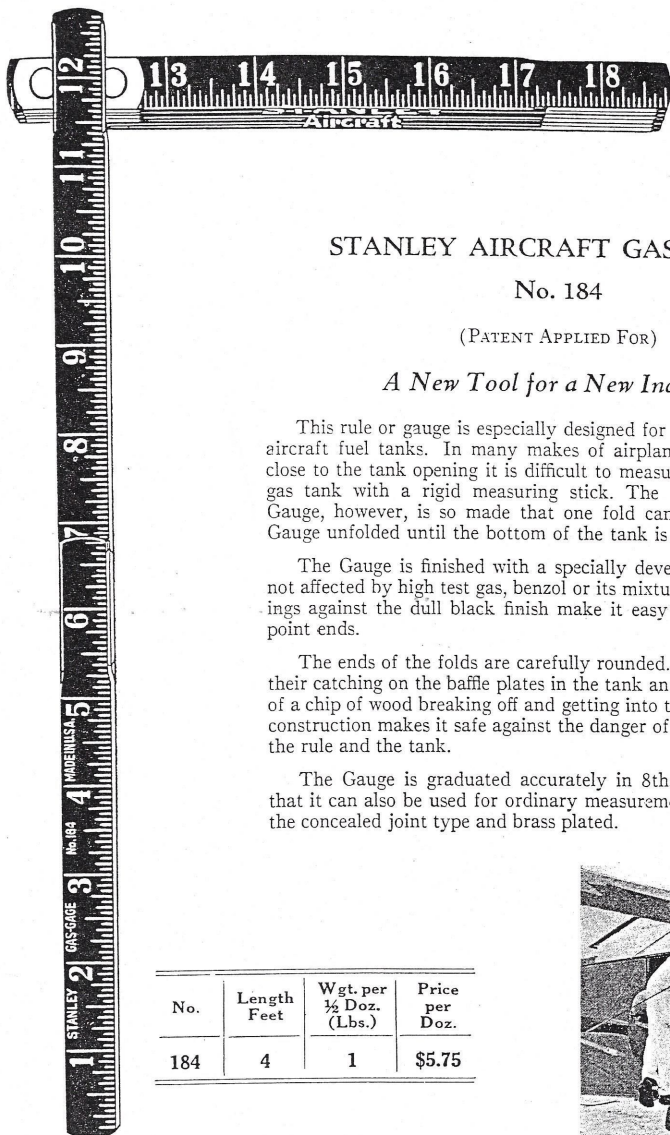 12 13 14 15 16 17 18
STANLEY
Aircraft
11
10
9
8
7
6
5
4
3
2
1
MADE IN U.S.A.
No.184
GAS-GAGE
STANLEY
STANLEY AIRCRAFT GAS
No. 184
(PATENT APPLIED FOR)
A New Tool for a New
This rule or gauge is especially designed for
aircraft fuel tanks. In many makes of
close to the tank opening it is difficult to
gas tank with a rigid measuring stick. The
Gauge, however, is so made that one fold
Gauge unfolded until the bottom of the tank is
The Gauge is finished with a specially
not affected by high test gas, benzol or its
ings against the dull black finish make it easy
point ends.
The ends of the folds are carefully rounded.
their catching on the baffle plates in the tank
of a chip of wood breaking off and getting into
construction makes it safe against the danger of
the rule and the tank.
The Gauge is graduated accurately in 8th
that it can also be used for ordinary
the concealed joint type and brass plated.
No. Length Feet Wgt. per ½ Doz. (Lbs.) Price per Doz.
184 4 1 $5.75